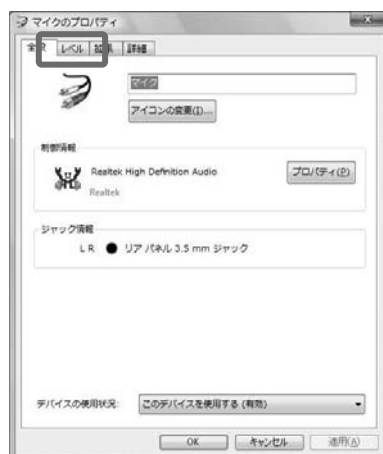 マイクのプロパティ
全般 レベル 拡張 詳細
マイク
アイコンの変更(I)...
制御情報
Realtek High Definition Audio
プロパティ(P)
Realtek
ジャック情報
L R リア パネル 3.5 mm ジャック
デバイスの使用状況: このデバイスを使用する (有効)
OK キャンセル 適用(A)